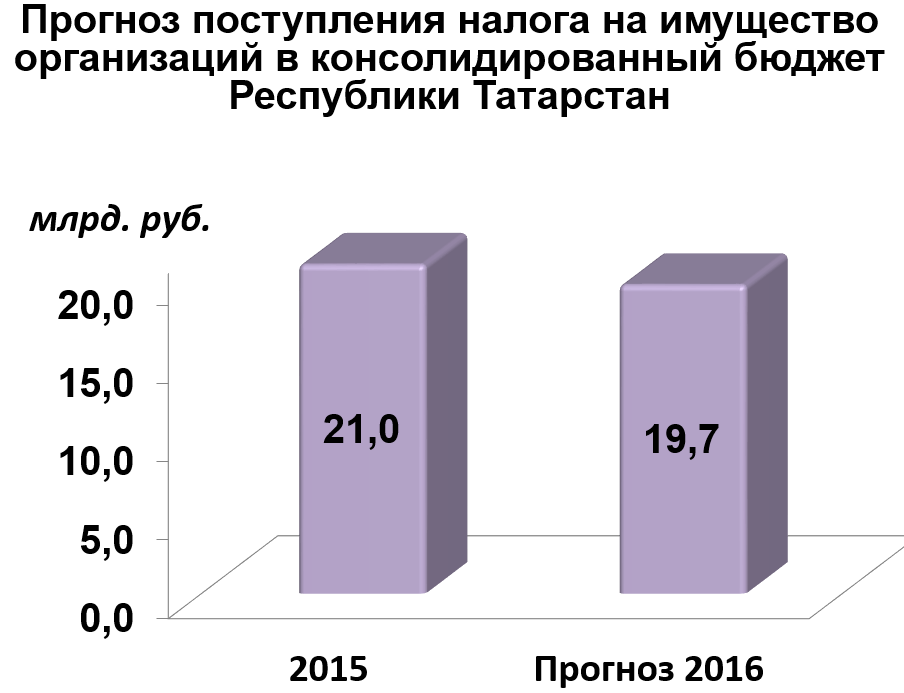 Прогноз поступления налога на имущество
организаций в консолидированный бюджет
Республики Татарстан
млрд. руб.
20,0
15,0
10,0
5,0
0,0
21,0
19,7
2015
Прогноз 2016